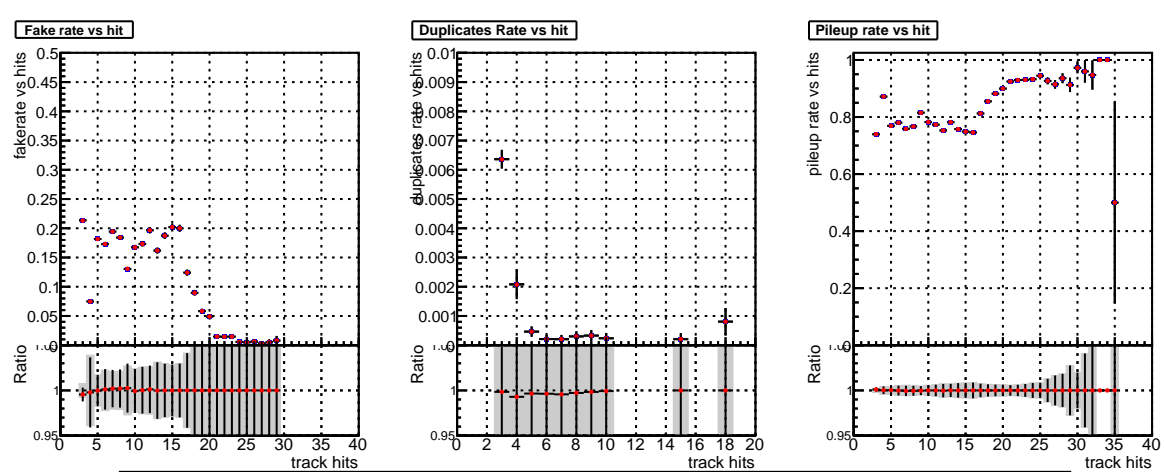 Fake rate vs hit
fakerate vs hits
0.5
0.45
0.4
0.35
0.3
0.25
0.2
0.15
0.1
0.05
0
Ratio
1
0.95
0 5 10 15 20 25 30 35 40
track hits
Duplicates Rate vs hit
duplicates rate vs hits
0.01
0.009
0.008
0.007
0.006
0.005
0.004
0.003
0.002
0.001
0
Ratio
1
0.95
0 2 4 6 8 10 12 14 16 18 20
track hits
Pileup rate vs hit
pileup rate vs hits
1
0.8
0.6
0.4
0.2
0
Ratio
1
0.95
0 5 10 15 20 25 30 35 40
track hits